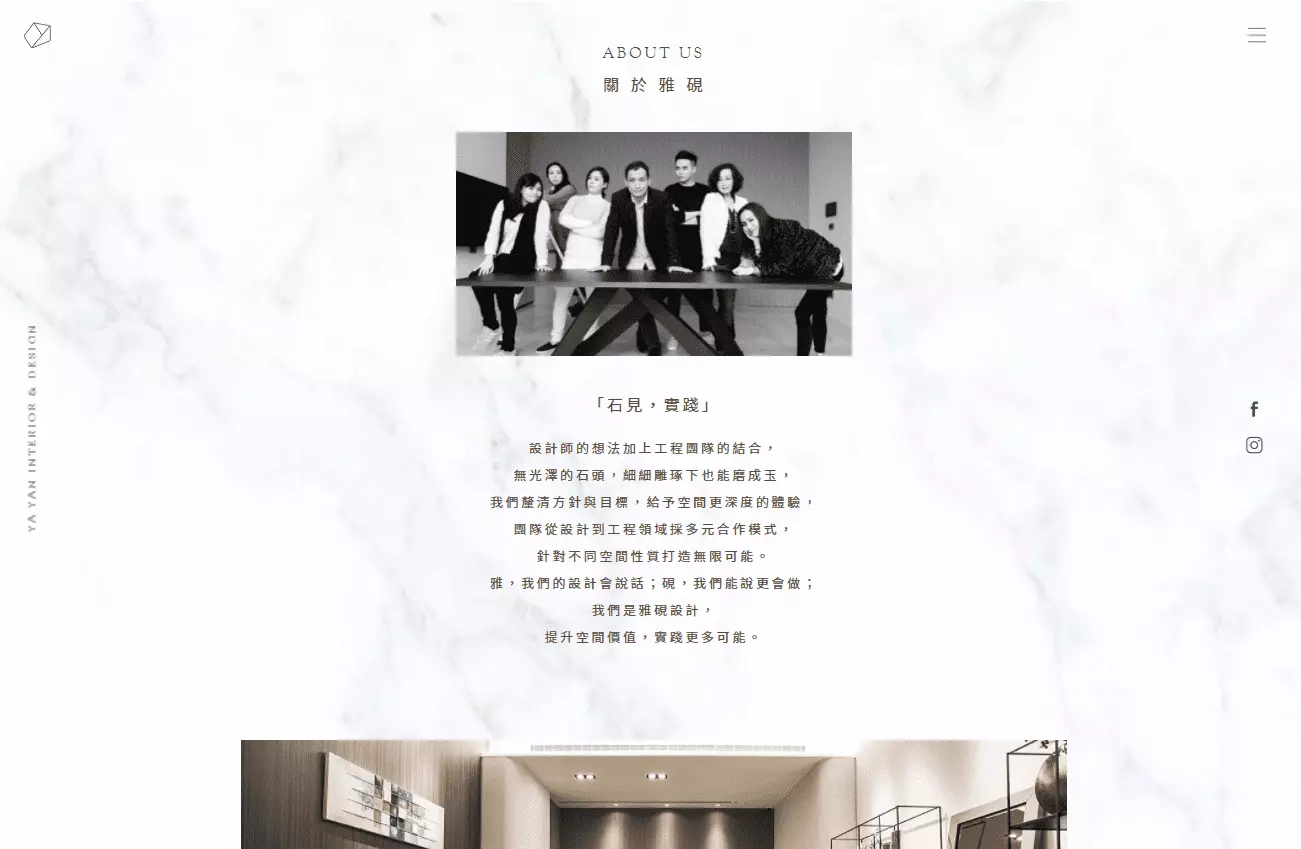 ABOUT US
關於雅硯
YA YAN INTERIOR & DESIGN
「石見，實踐」
設計師的想法加上工程團隊的結合，
無光澤的石頭，細細雕琢下也能磨成玉，
我們釐清方針與目標，給予空間更深度的體驗，
團隊從設計到工程領域採多元合作模式，
針對不同空間性質打造無限可能。
雅，我們的設計會說話；硯，我們能說更會做；
我們是雅硯設計，
提升空間價值，實踐更多可能。